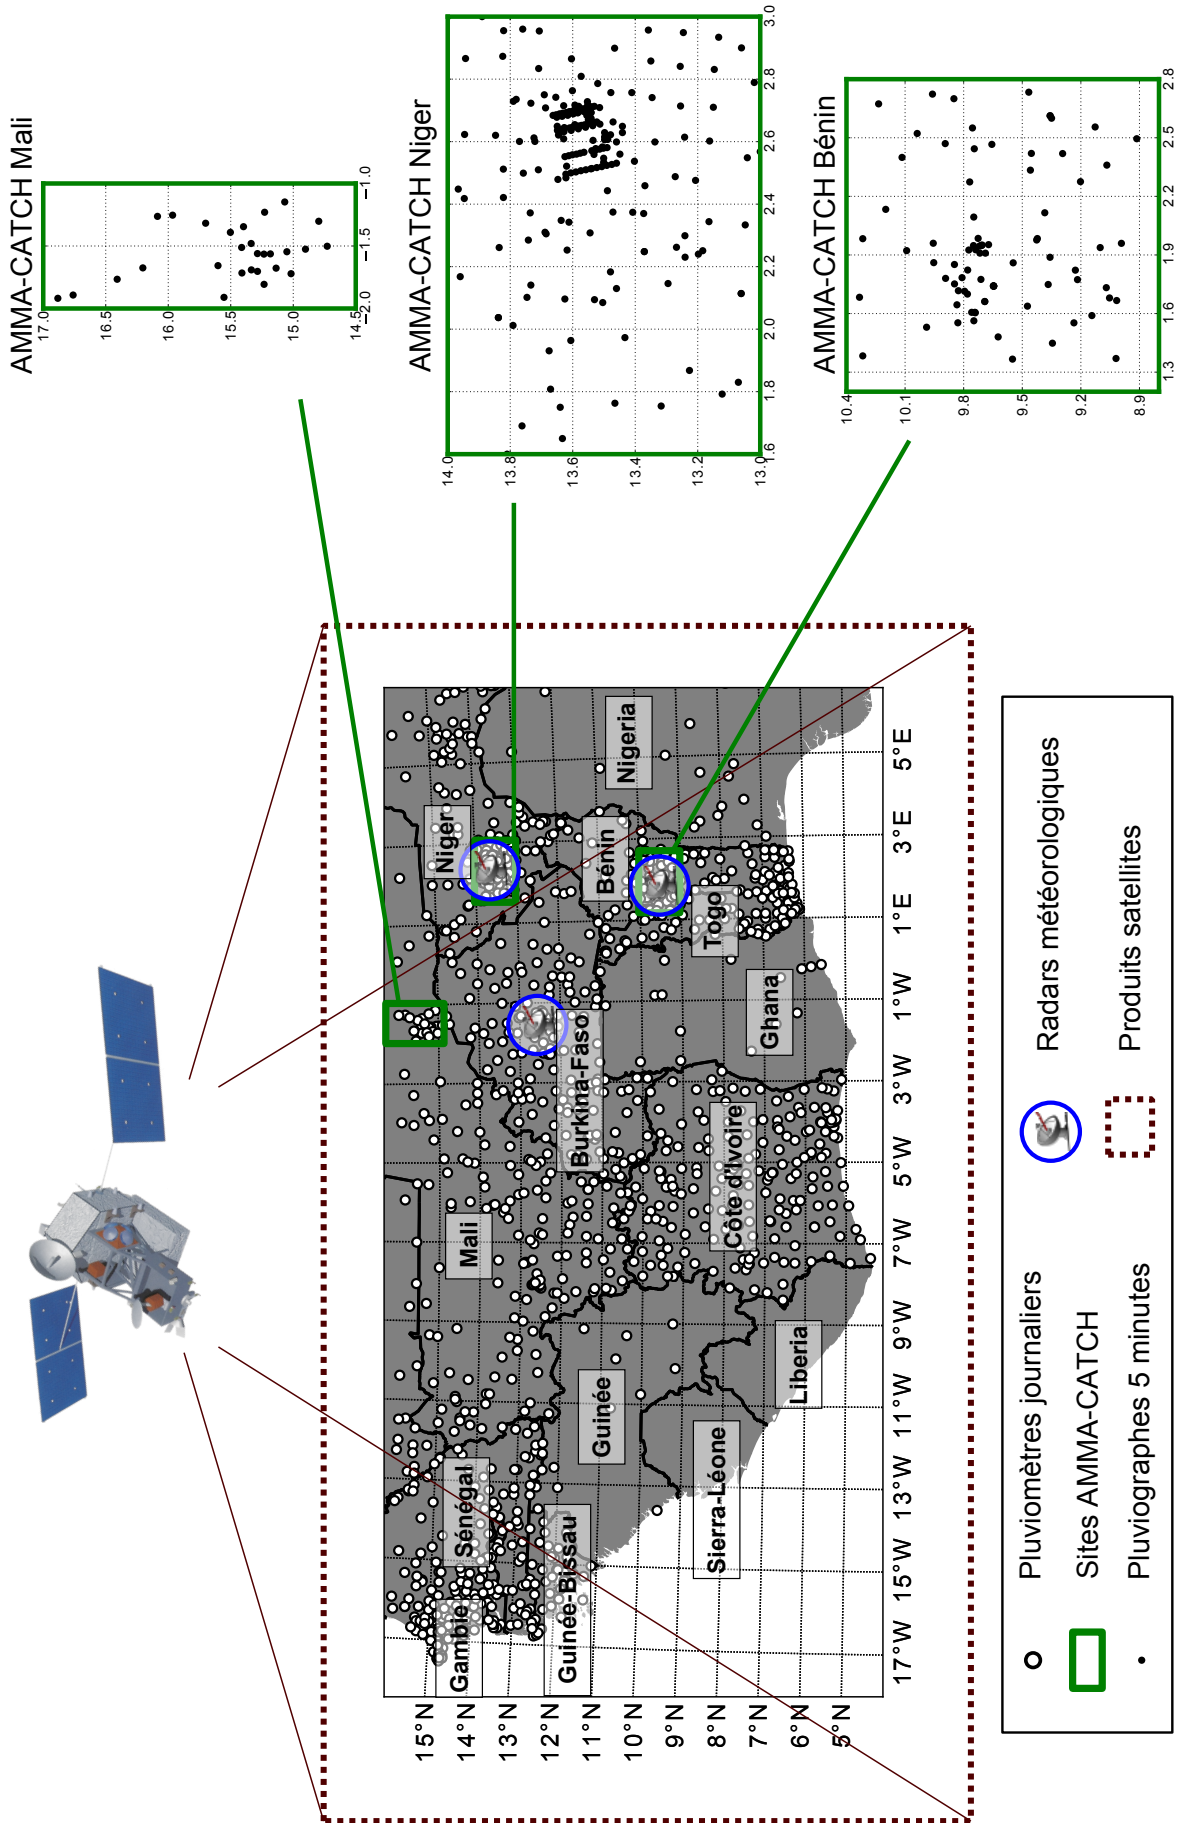 AMMA-CATCH Mali
17.0
16.5
16.0
15.5
15.0
14.5
−2.0
−1.5
−1.0
AMMA-CATCH Niger
14.0
13.8
13.6
13.4
13.2
13.0
1.6
1.8
2.0
2.2
2.4
2.6
2.8
3.0
AMMA-CATCH Bénin
10.4
10.1
9.8
9.5
9.2
8.9
1.3
1.6
1.9
2.2
2.5
2.8
15°N
14°N
13°N
12°N
11°N
10°N
9°N
8°N
7°N
6°N
5°N
17°W
15°W
13°W
11°W
9°W
7°W
5°W
3°W
1°W
1°E
3°E
5°E
Gambie
Sénégal
Guinée-Bissau
Guinée
Sierra-Léone
Liberia
Mali
Côte d'Ivoire
Burkina-Faso
Ghana
Togo
Bénin
Niger
Nigeria
Pluviomètres journaliers
Sites AMMA-CATCH
Pluviographes 5 minutes
Radars météorologiques
Produits satellites